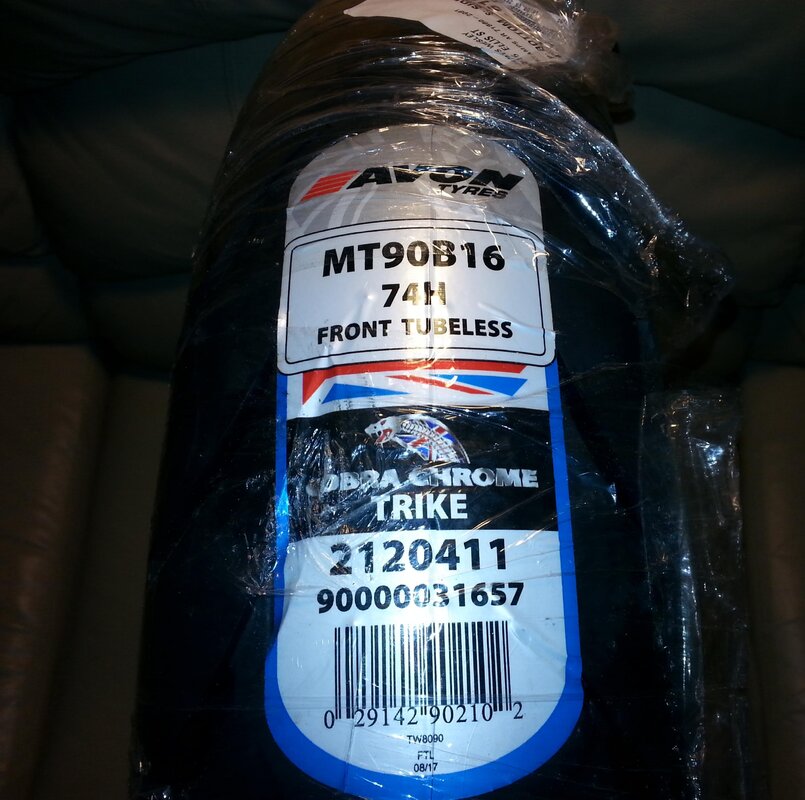 AVON
TYRES
MT90B16
74H
FRONT TUBELESS
COBRA CHROME
TRIKE
2120411
90000031657
0 29142 90210 2
TW8090
FTL
08/17